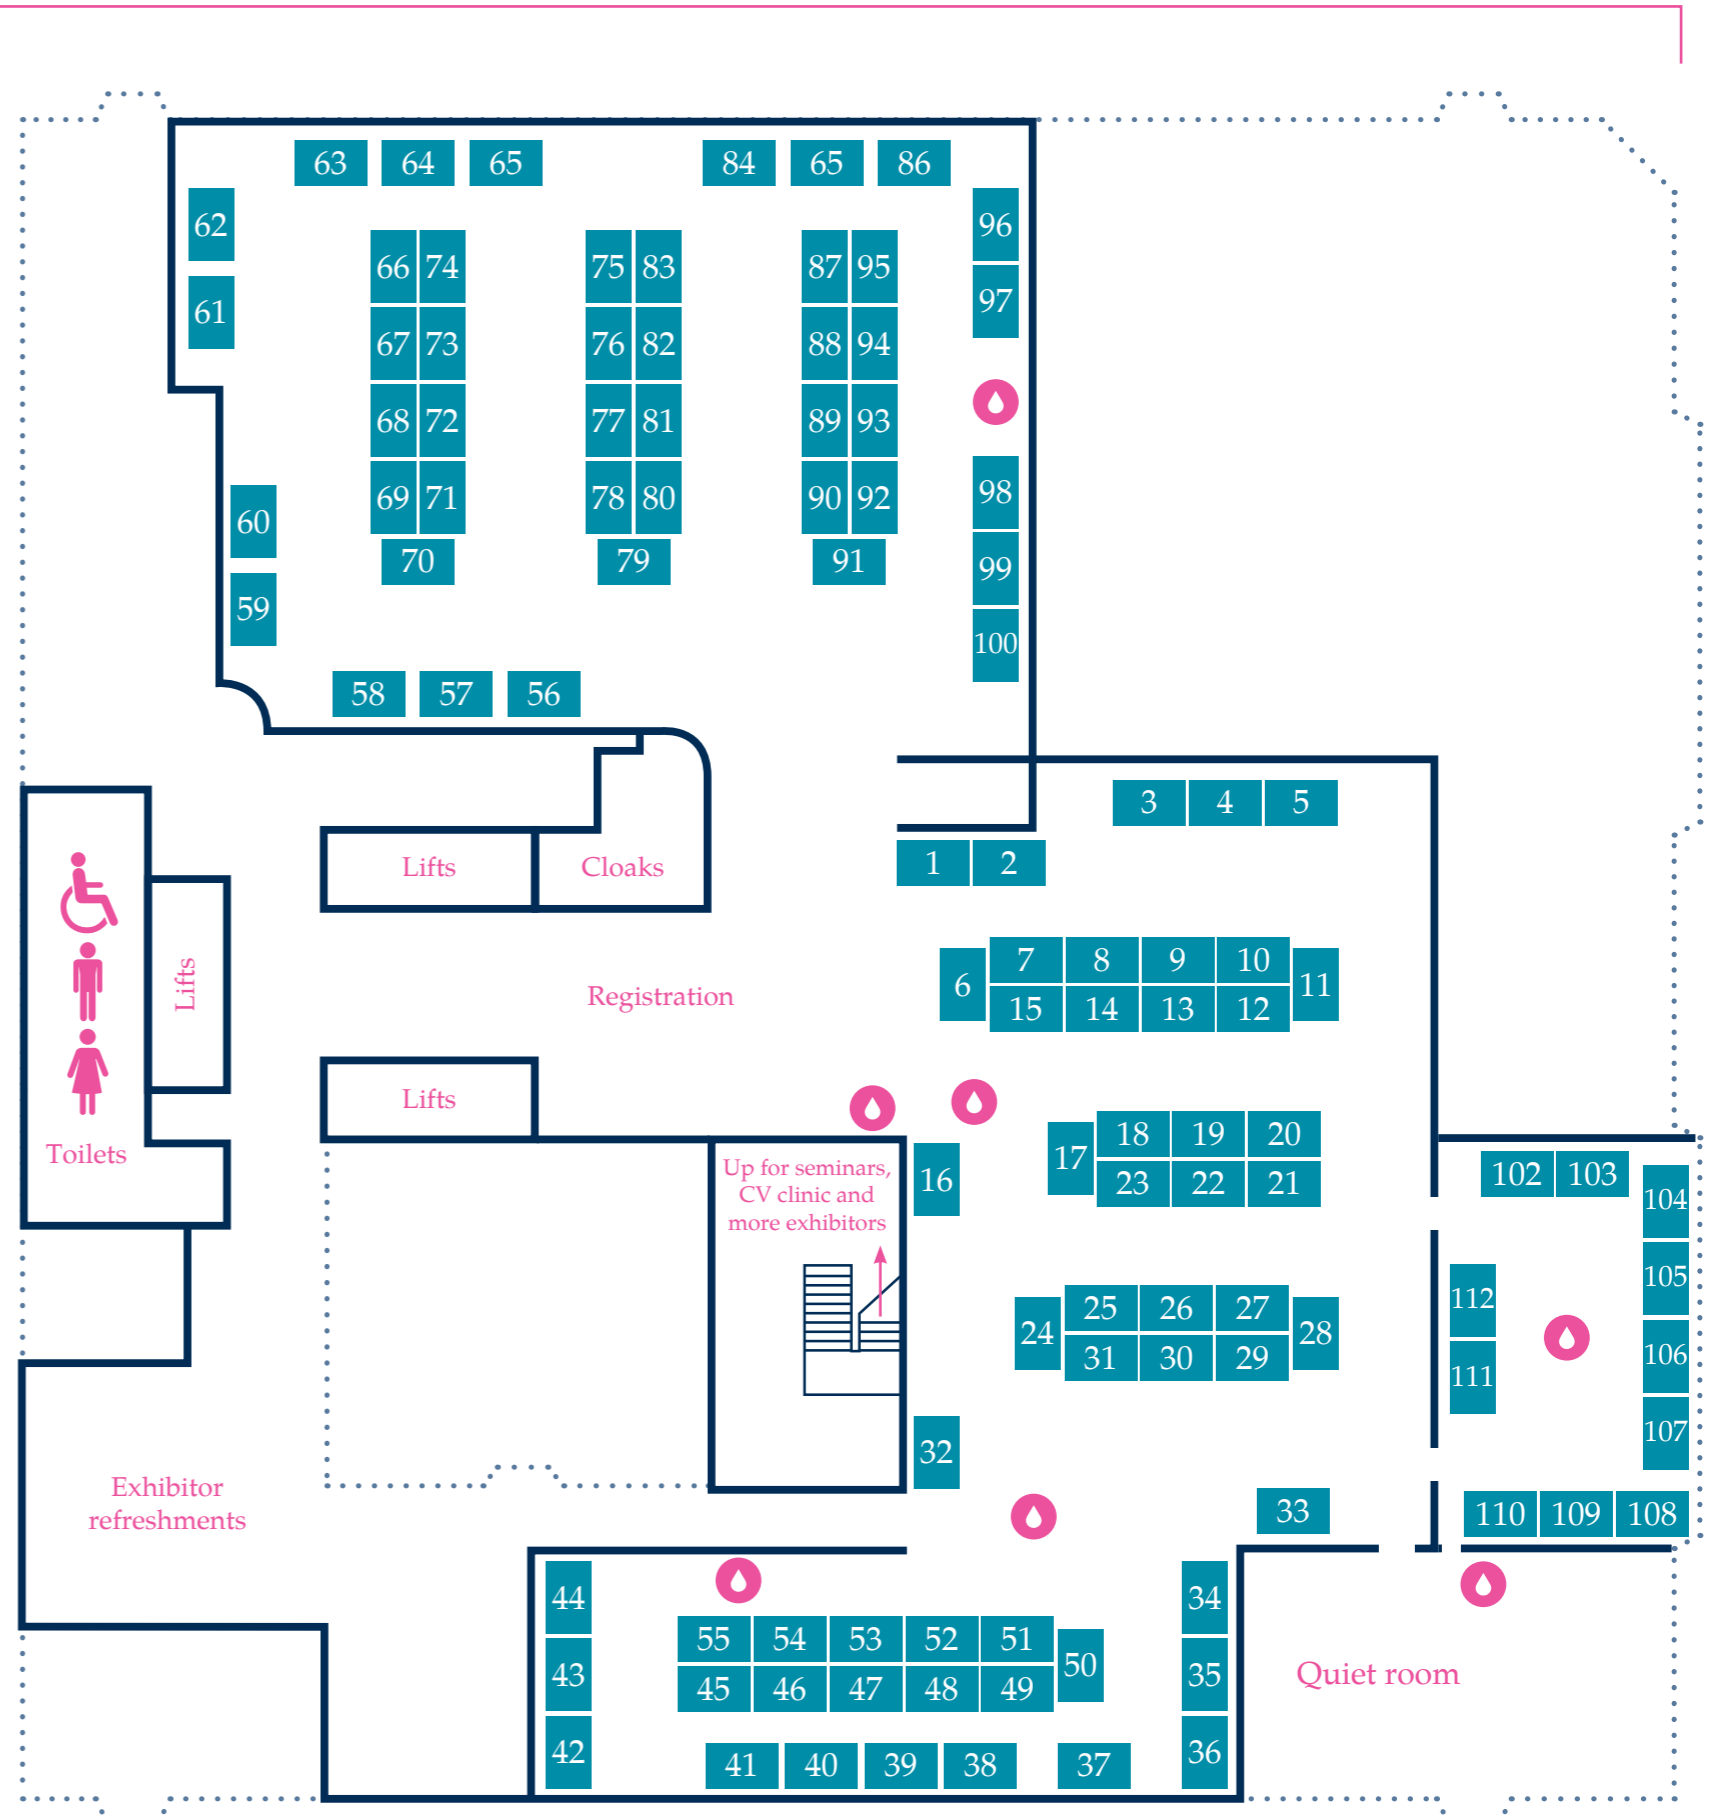 63 64 65 84 65 86
62 96
66 74 75 83 87 95
97
61
67 73 76 82 88 94
68 72 77 81 89 93
69 71 78 80 90 92
98
60
70 79 91
99
59
100
58 57 56
3 4 5
Lifts
Cloaks
1 2
7 8 9 10
6 11
15 14 13 12
Lifts
Registration
Lifts
Toilets
18 19 20
17
23 22 21
Up for seminars,
CV clinic and
more exhibitors
16
102 103
104
105
112
106
111
107
25 26 27
24 28
31 30 29
32
Exhibitor
refreshments
33
110 109 108
44 34
55 54 53 52 51
50
43 35
45 46 47 48 49
Quiet room
42 36
41 40 39 38 37